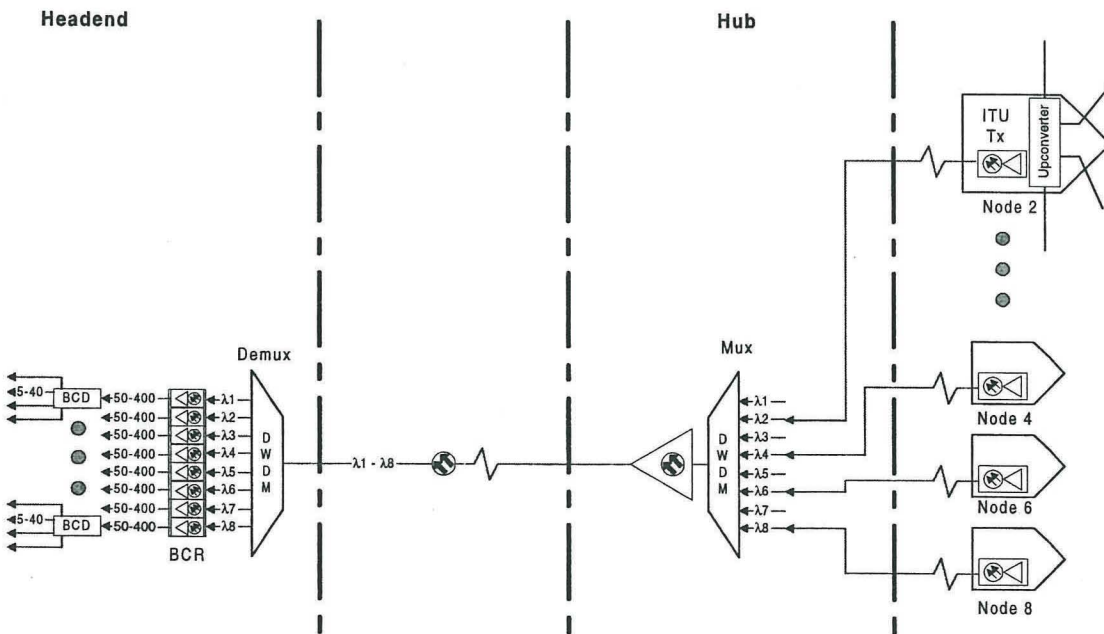 Headend
Hub
ITU
Tx
Upconverter
Node 2
Demux
Mux
5-40
BCD
50-400
λ1
50-400
λ2
50-400
λ3
50-400
λ4
50-400
λ5
50-400
λ6
50-400
λ7
5-40
BCD
50-400
λ8
BCR
D
W
D
M
λ1 - λ8
D
W
D
M
λ1
λ2
λ3
λ4
λ5
λ6
λ7
λ8
Node 4
Node 6
Node 8